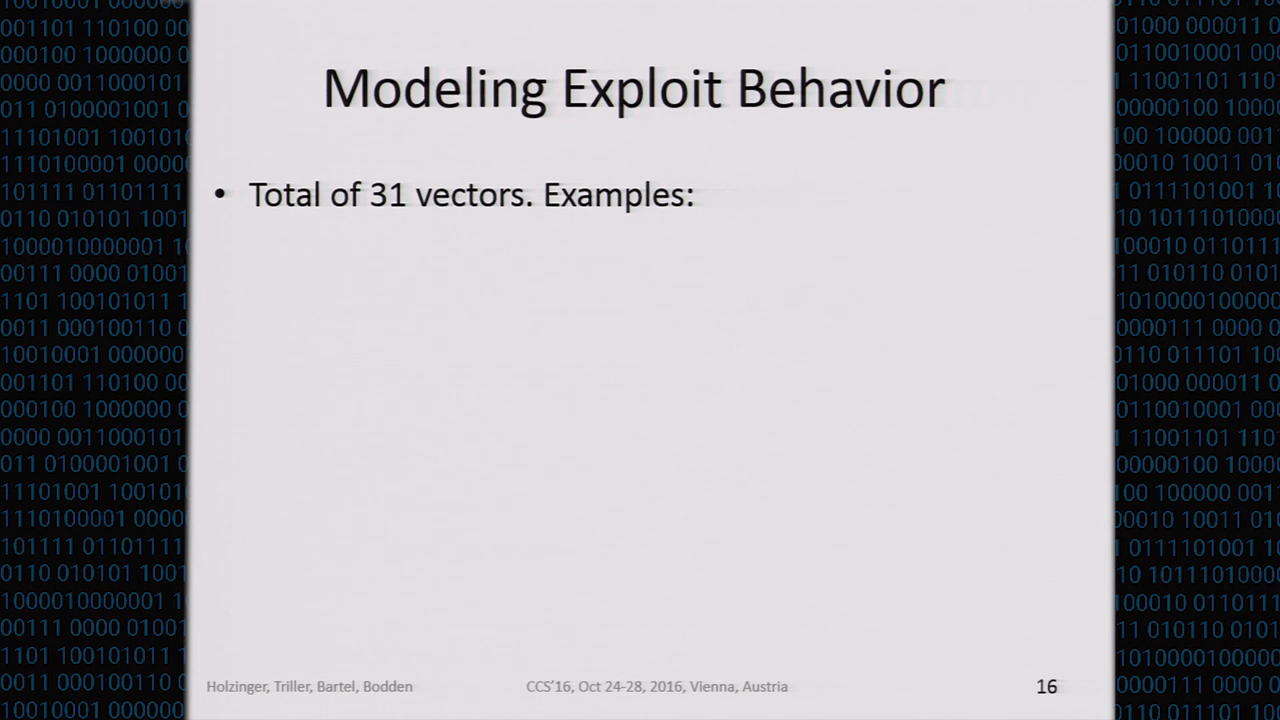 Modeling Exploit Behavior
• Total of 31 vectors. Examples:
Holzinger, Triller, Bartel, Bodden
CCS'16, Oct 24-28, 2016, Vienna, Austria
16